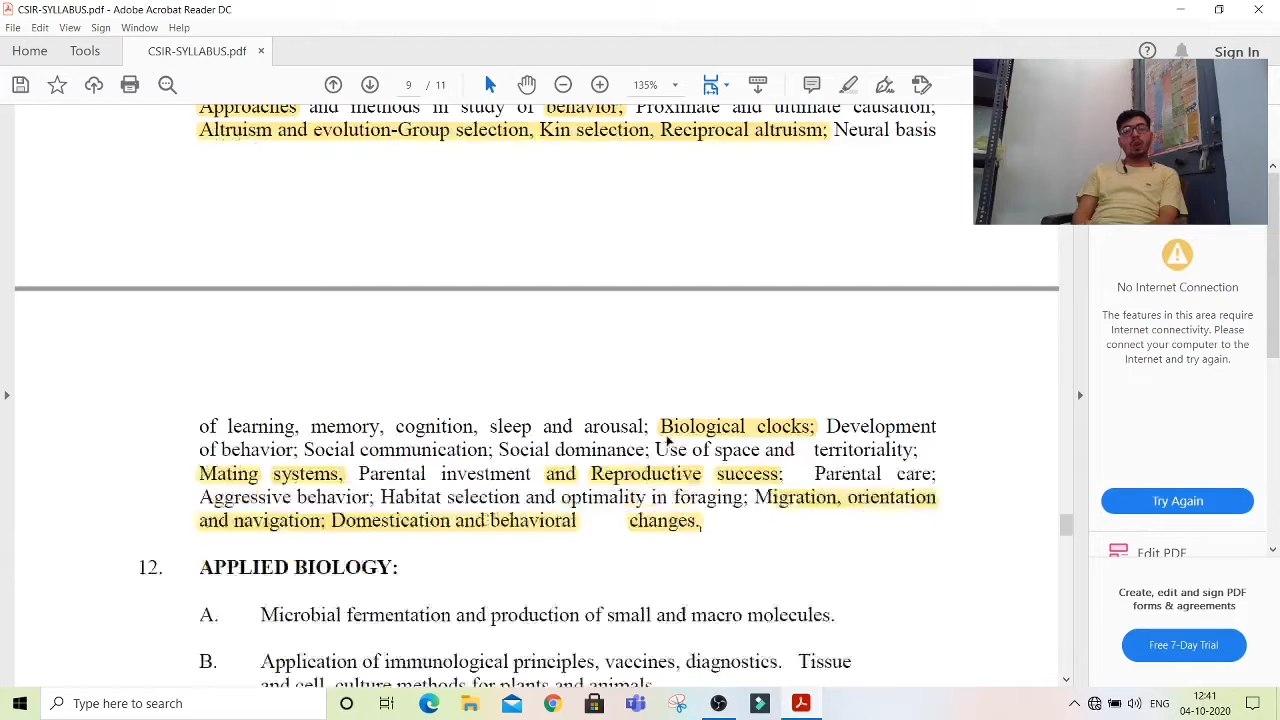 CSIR-SYLLABUS.pdf - Adobe Acrobat Reader DC
File Edit View Sign Window Help
Home Tools CSIR-SYLLABUS.pdf × Sign In
9 / 11 135%
Approaches and methods in study of behavior; Proximate and ultimate causation;
Altruism and evolution-Group selection, Kin selection, Reciprocal altruism; Neural basis
of learning, memory, cognition, sleep and arousal; Biological clocks; Development
of behavior; Social communication; Social dominance; Use of space and territoriality;
Mating systems, Parental investment and Reproductive success; Parental care;
Aggressive behavior; Habitat selection and optimality in foraging; Migration, orientation
and navigation; Domestication and behavioral changes.
12. APPLIED BIOLOGY:
A. Microbial fermentation and production of small and macro molecules.
B. Application of immunological principles, vaccines, diagnostics. Tissue
and cell culture methods for plants and animals.
No Internet Connection
The features in this area require
Internet connectivity. Please
connect your computer to the
Internet and try again.
Try Again
Edit PDF
Create, edit and sign PDF
forms & agreements
Free 7-Day Trial
Type here to search
ENG
12:41
04-10-2020